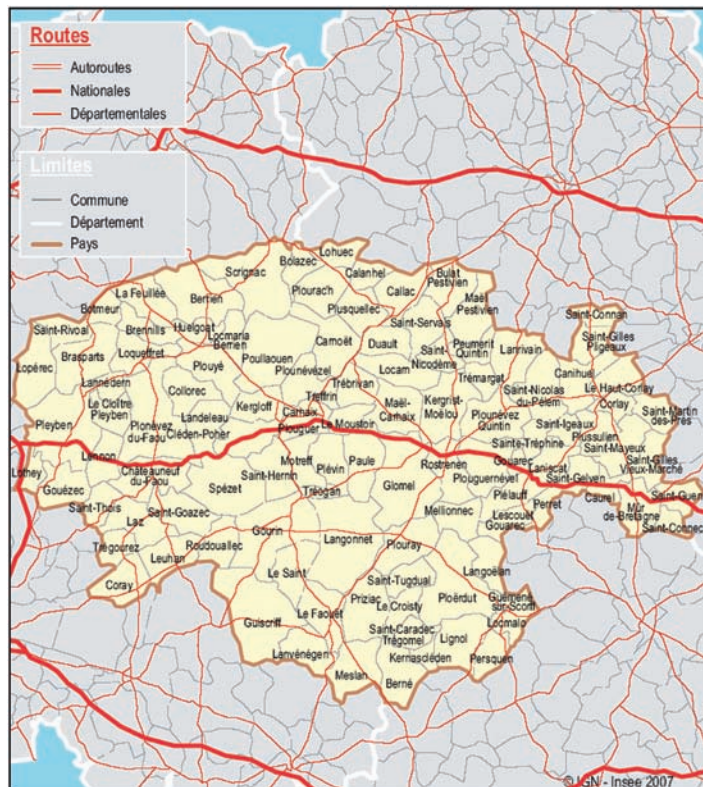 Routes
Autoroutes
Nationales
Départementales
Limites
Commune
Département
Pays
Lohuec
Bolazec
Scrignac
Calanhel
Plourach
Callac
Bulat
Pestivien
La Feuillée
Berrien
Plusquellec
Maël
Pestivien
Botmeur
Saint-Connan
Saint-Rivoal
Brennilis
Huelgoat
Locmaria
Berrien
Carnoët
Saint-Servais
Duault
Peumerit
Quintin
Lanrivain
Saint-Gilles
Pligeaux
Brasparts
Loqueffret
Poullaouen
Saint-
Nicodème
Lopérec
Plouyé
Plounévézel
Locarn
Trémargat
Canihuel
Lannédern
Collorec
Trébrivan
Saint-Nicolas
du-Pélem
Le Haut-Corlay
Le Cloître
Pleyben
Kergloff
Treffrin
Maël-
Carhaix
Kergrist-
Moëlou
Corlay
Landeleau
Carhaix
Plouguer
Plounévez
Quintin
Saint-Martin
des-Prés
Pleyben
Plonévez
du-Faou
Cléden-Poher
Le Moustoir
Saint-Igeaux
Plussulien
Sainte-Tréphine
Saint-Mayeux
Lennon
Motreff
Paule
Rostrenen
Gouarec
Laniscat
Saint-Gilles
Vieux-Marché
Lothey
Châteauneuf
du-Faou
Saint-Hernin
Plévin
Plouguernével
Saint-Gelven
Gouézec
Spézet
Tréogan
Glomel
Plélauff
Perret
Caurel
Saint-Guen
Saint-Thois
Saint-Goazec
Mellionnec
Lescouët
Gouarec
Mûr
de-Bretagne
Saint-Connec
Laz
Gourin
Langonnet
Trégourez
Roudouallec
Plouray
Leuhan
Langoëlan
Coray
Le Saint
Saint-Tugdual
Priziac
Ploërdut
Guémené
sur-Scorff
Le Faouët
Le Croisty
Locmalo
Guiscriff
Saint-Caradec
Trégomel
Lignol
Lanvénégen
Kernascléden
Persquen
Meslan
Berné
©IGN - Insee 2007